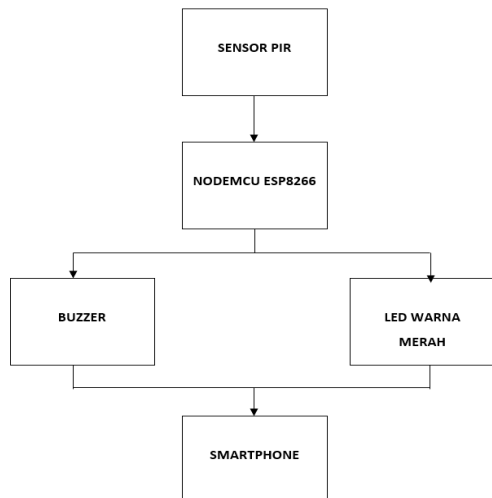 SENSOR PIR
NODEMCU ESP8266
BUZZER
LED WARNA
MERAH
SMARTPHONE